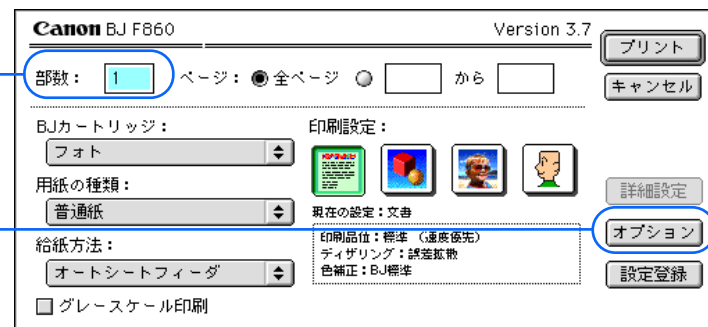 Canon BJ F860 Version 3.7
プリント
部数： 1 ページ： 全ページ から
キャンセル
BJカートリッジ：
フォト
用紙の種類：
普通紙
給紙方法：
オートシートフィーダ
グレースケール印刷
印刷設定：
現在の設定：文書
印刷品位：標準 （速度優先）
ディザリング：誤差拡散
色補正：BJ標準
詳細設定
オプション
設定登録